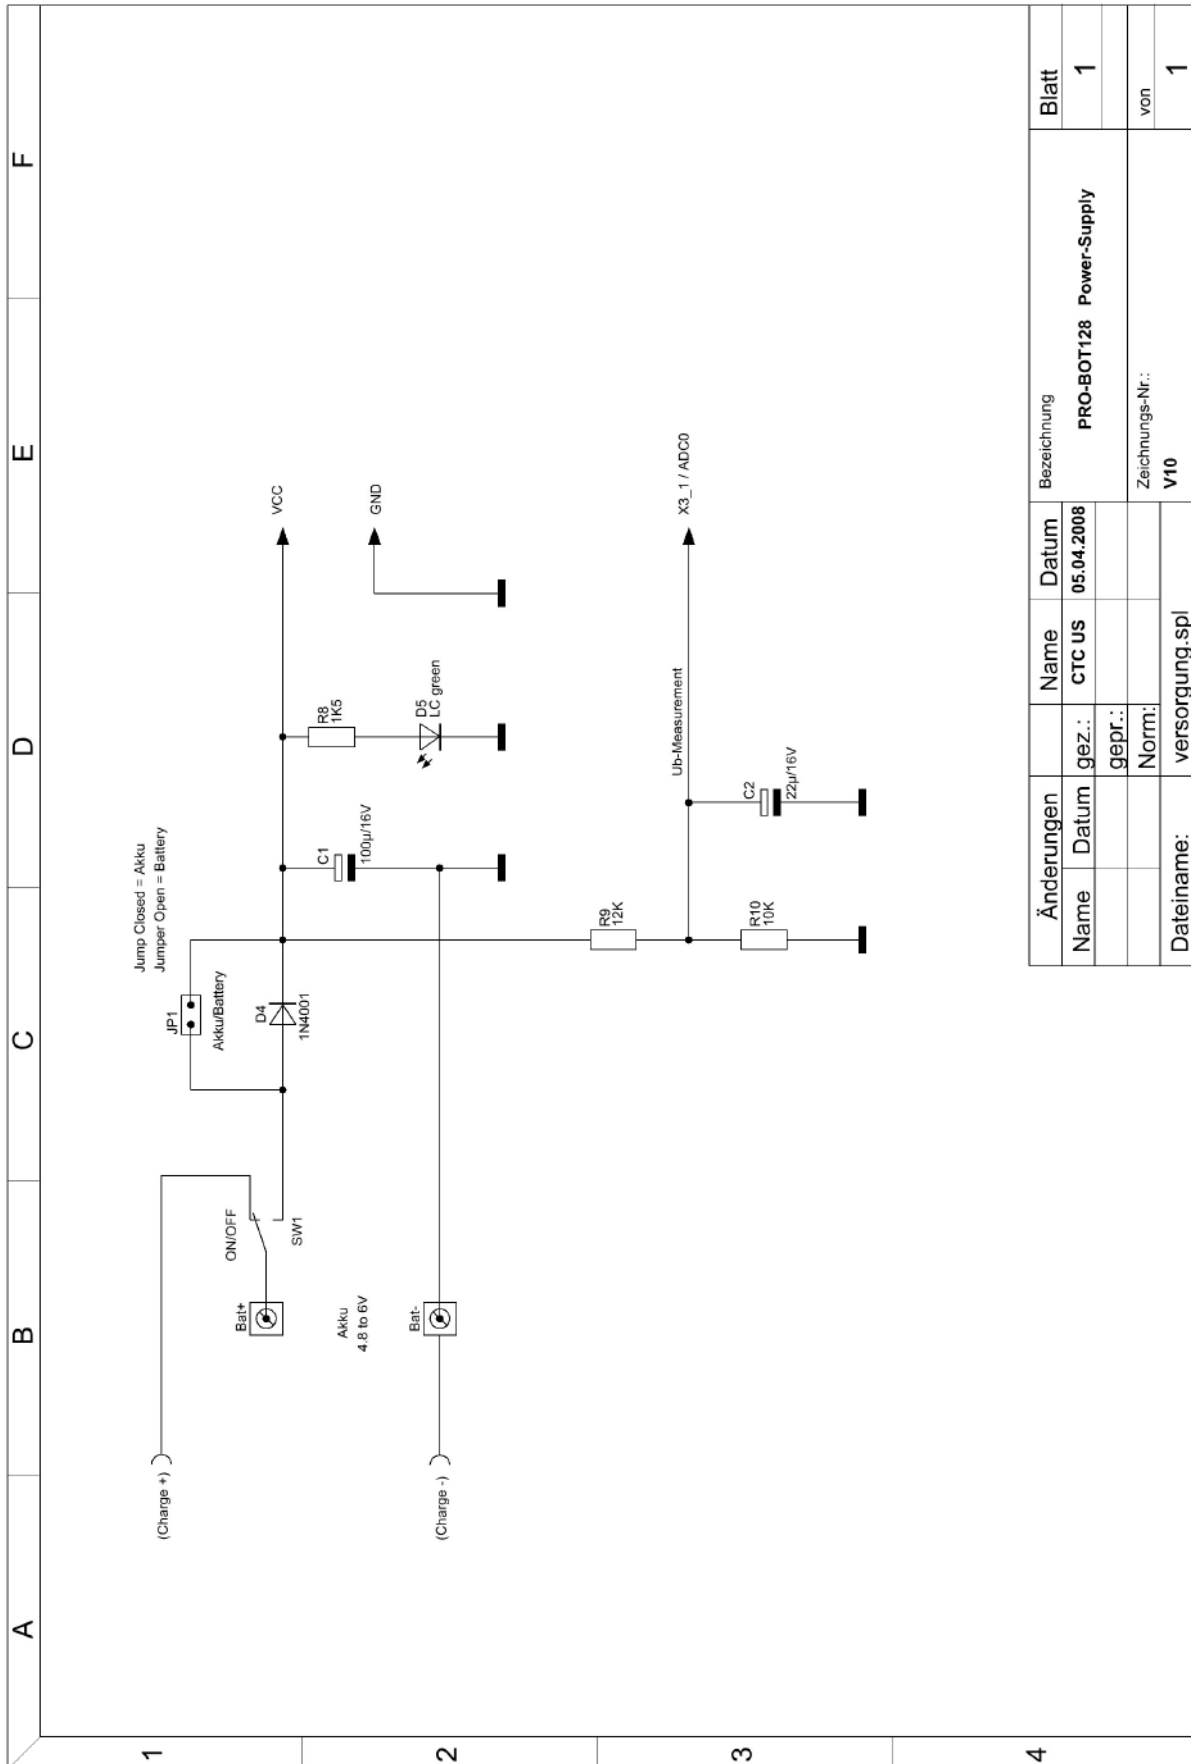 A
B
C
D
E
F
1
2
3
4
Jump Closed = Akku
Jumper Open = Battery
JP1
Akku/Battery
(Charge +)
ON/OFF
SW1
Bat+
Akku
4.8 to 6V
Bat-
(Charge -)
D4
1N4001
C1
100µ/16V
R8
1K5
D5
LC green
VCC
GND
R9
12K
R10
10K
Ub-Measurement
C2
22µ/16V
X3_1 / ADC0
Änderungen
Name
Datum
Name
Datum
gez.:
CTC US
05.04.2008
gepr.:
Norm:
Bezeichnung
PRO-BOT128 Power-Supply
Blatt
1
Dateiname:
versorgung.spl
Zeichnungs-Nr.:
V10
von
1